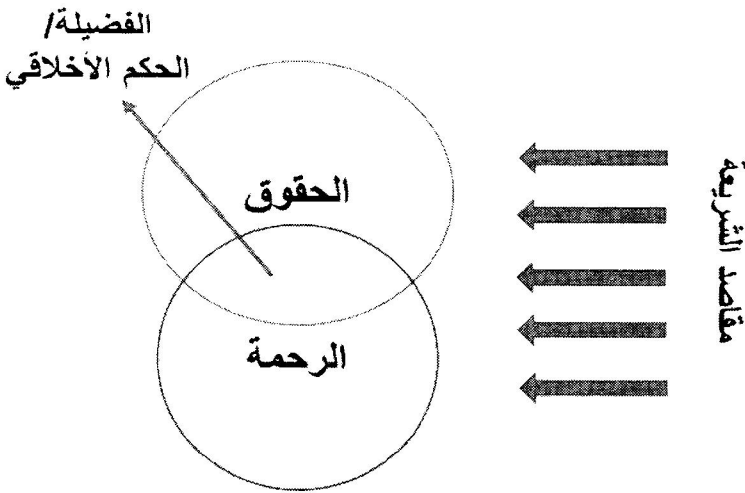 الفضيلة/
الحكم الأخلاقي
الحقوق
الرحمة
مقاصد الشريعة